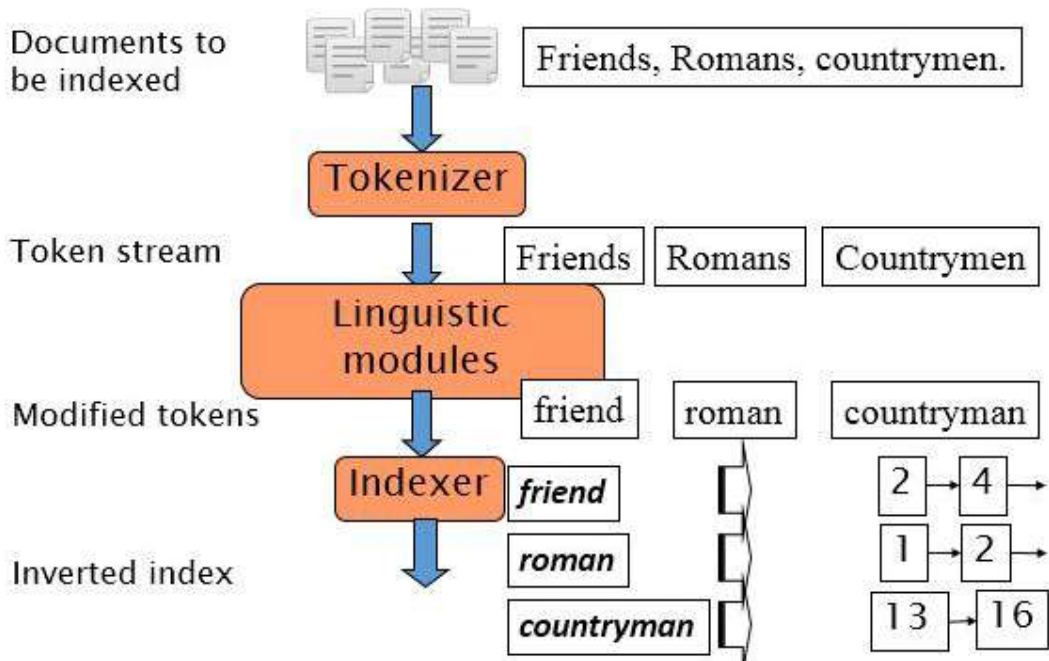 Documents to
be indexed
Friends, Romans, countrymen.
Tokenizer
Token stream
Friends
Romans
Countrymen
Linguistic
modules
Modified tokens
friend
roman
countryman
Indexer
friend
2
4
roman
1
2
Inverted index
countryman
13
16